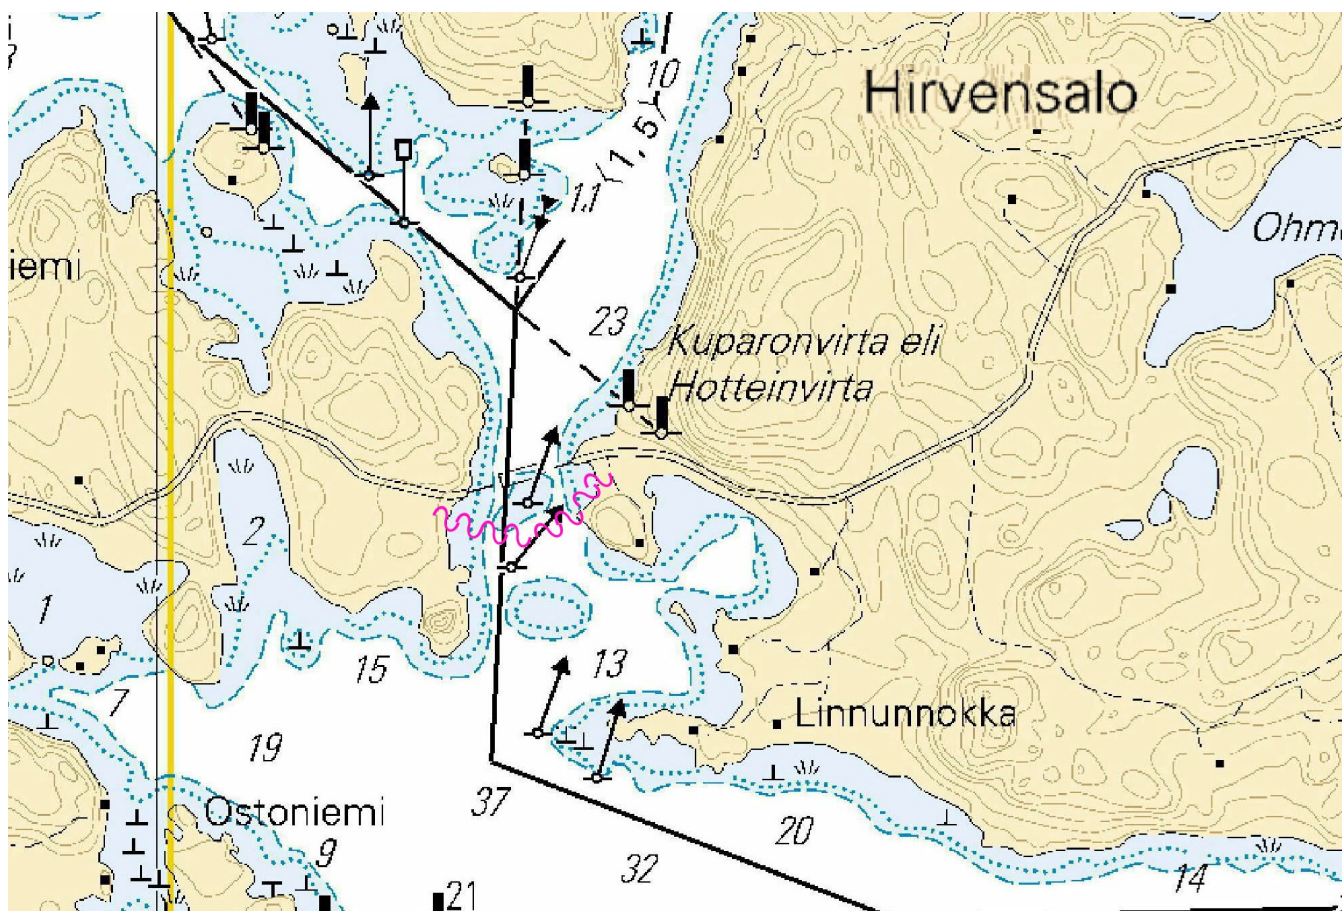 10
Hirvensalo
(1,5)
11
Ohm
iemi
23
Kuparonvirta eli
Hotteinvirta
2
1
15
13
7
Linnunnokka
19
37
Ostoniemi
20
9
32
14
21